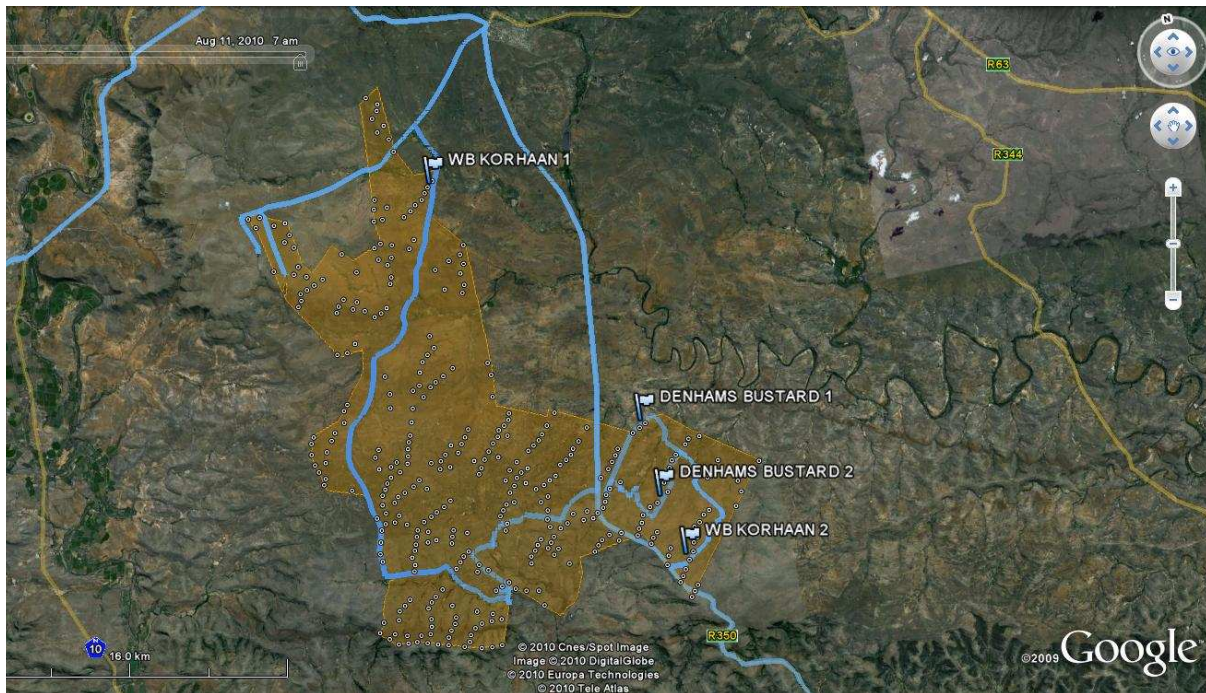 Aug 11, 2010 7 am
N
R63
R344
WB KORHAAN 1
DENHAMS BUSTARD 1
DENHAMS BUSTARD 2
WB KORHAAN 2
R350
N
10
16.0 km
© 2010 Cnes/Spot Image
Image © 2010 DigitalGlobe
© 2010 Europa Technologies
© 2010 Tele Atlas
©2009 Google